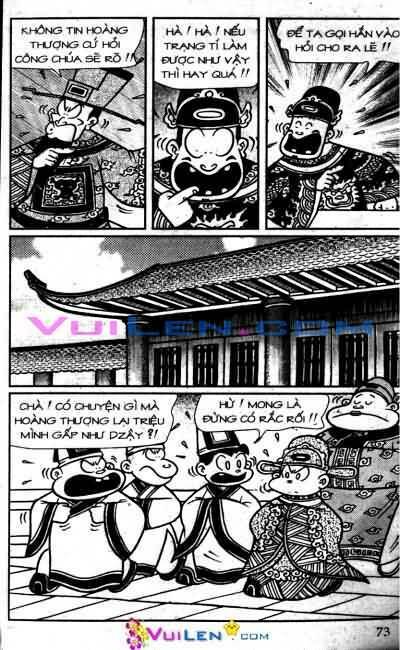 KHÔNG TIN HOÀNG
THƯỢNG CỨ HỎI
CÔNG CHÚA SẼ RÕ !!
HÀ ! HÀ ! NẾU
TRẠNG TÍ LÀM
ĐƯỢC NHƯ VẬY
THÌ HAY QUÁ !!
ĐỂ TA GỌI HẮN VÀO
HỎI CHO RA LẼ !!
VUILEN.COM
CHÀ ! CÓ CHUYỆN GÌ MÀ
HOÀNG THƯỢNG LẠI TRIỆU
MÌNH GẤP NHƯ DZẬY ?!
HỪ ! MONG LÀ
ĐỪNG CÓ RẮC RỐI !!
73
VUILEN.COM